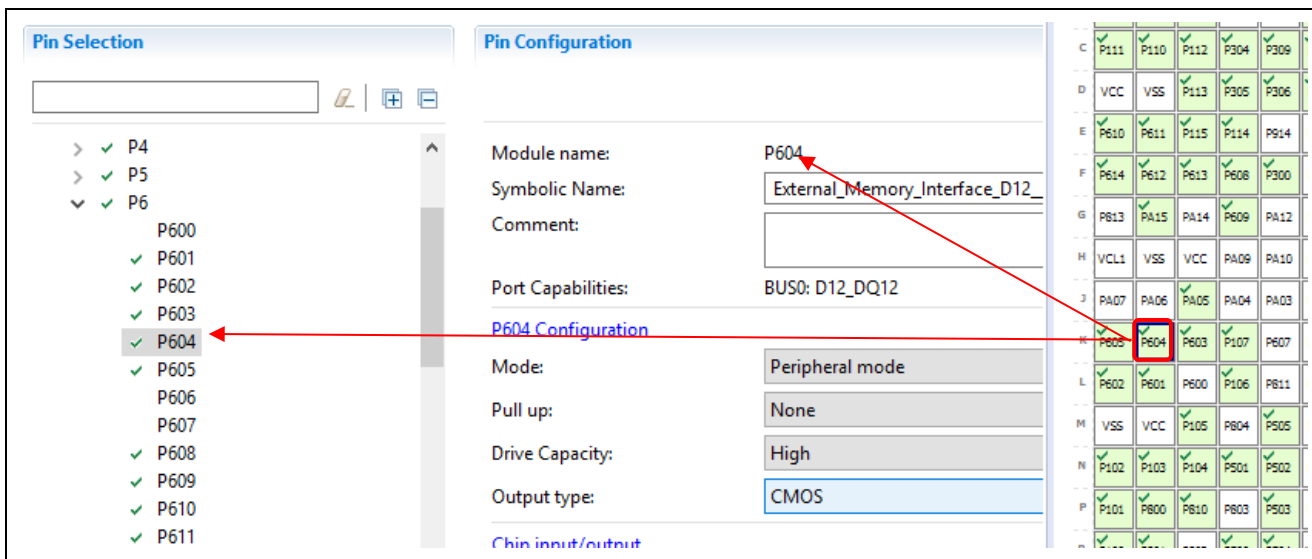 Pin Selection
P4
P5
P6
P600
P601
P602
P603
P604
P605
P606
P607
P608
P609
P610
P611
Pin Configuration
Module name: P604
Symbolic Name: External_Memory_Interface_D12_
Comment:
Port Capabilities: BUS0: D12_DQ12
P604 Configuration
Mode: Peripheral mode
Pull up: None
Drive Capacity: High
Output type: CMOS
Chip input/output
C P111 P110 P112 P304 P309
D VCC VSS P113 P305 P306
E P610 P611 P115 P114 P914
F P614 P612 P613 P608 P300
G P813 PA15 PA14 P609 PA12
H VCL1 VSS VCC PA09 PA10
J PA07 PA06 PA05 PA04 PA03
K P605 P604 P603 P107 P607
L P602 P601 P600 P106 P811
M VSS VCC P105 P804 P505
N P102 P103 P104 P501 P502
P P101 P800 P810 P803 P503